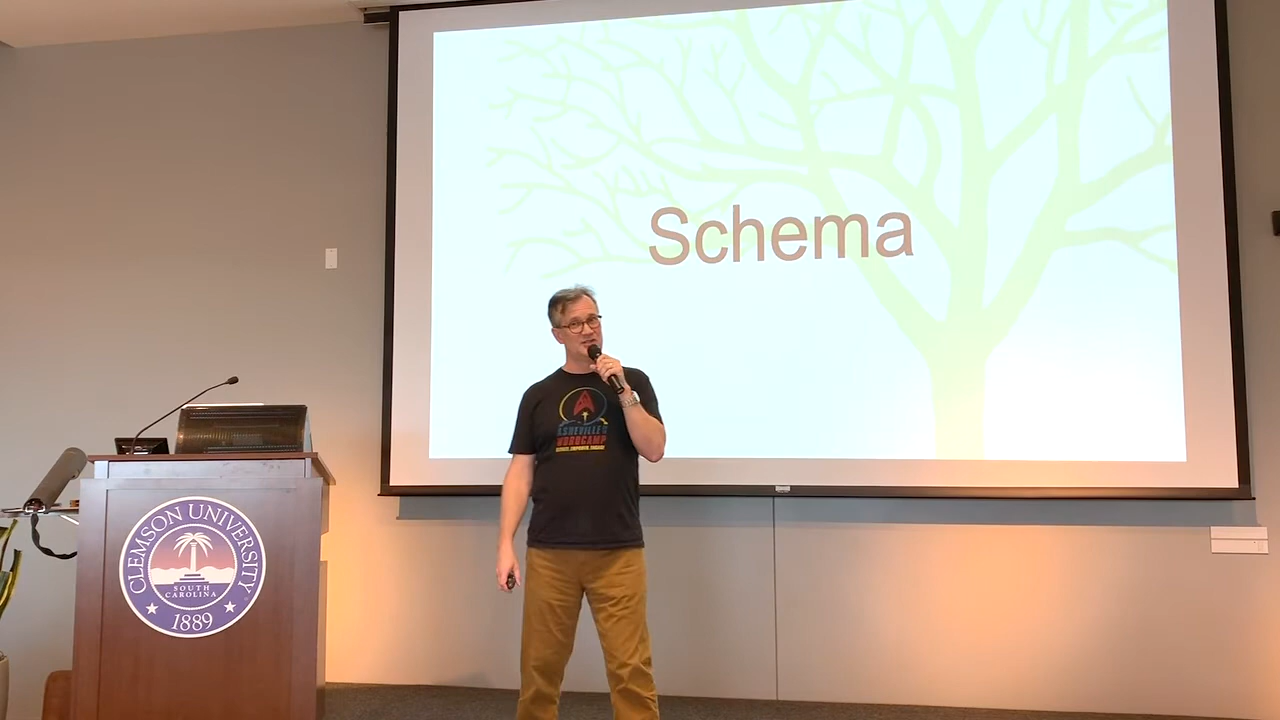 Schema
ASHEVILLE
WORDCAMP
CLEMSON UNIVERSITY
SOUTH
CAROLINA
1889